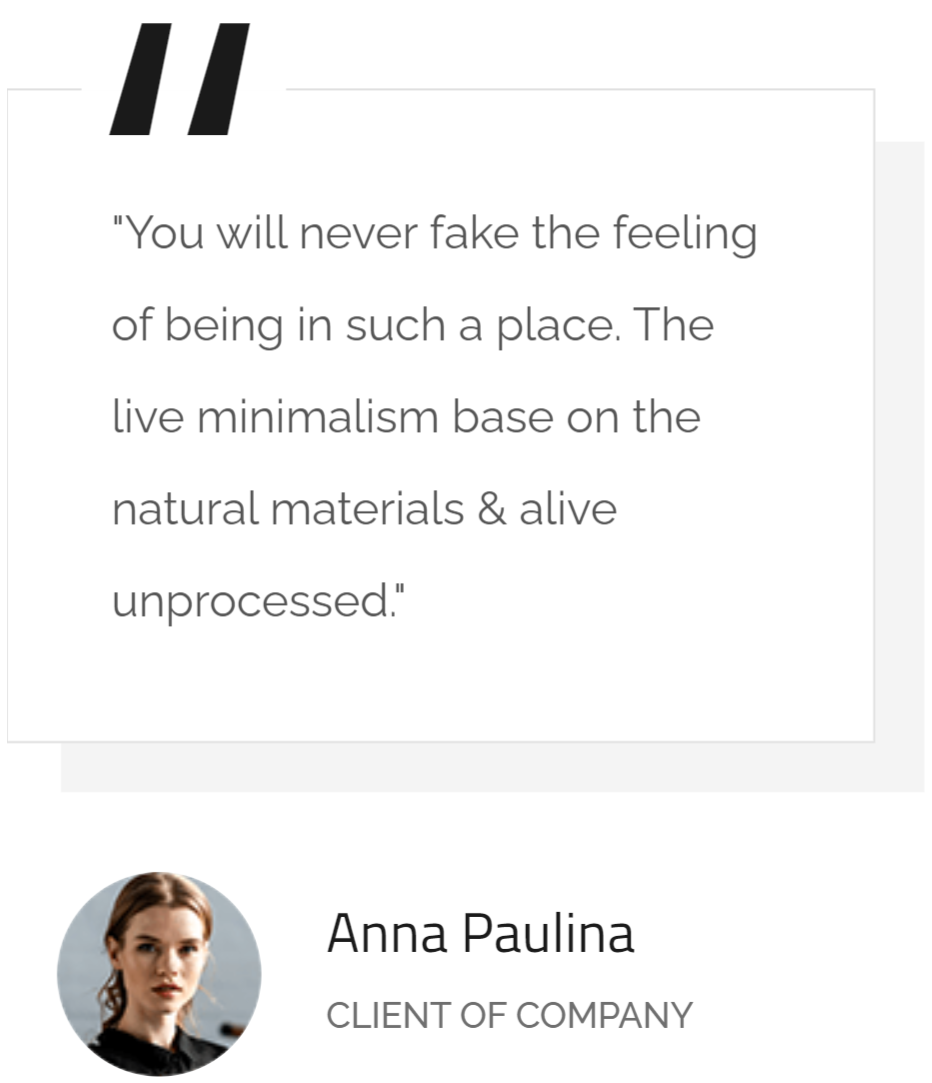 "You will never fake the feeling
of being in such a place. The
live minimalism base on the
natural materials & alive
unprocessed."
Anna Paulina
CLIENT OF COMPANY